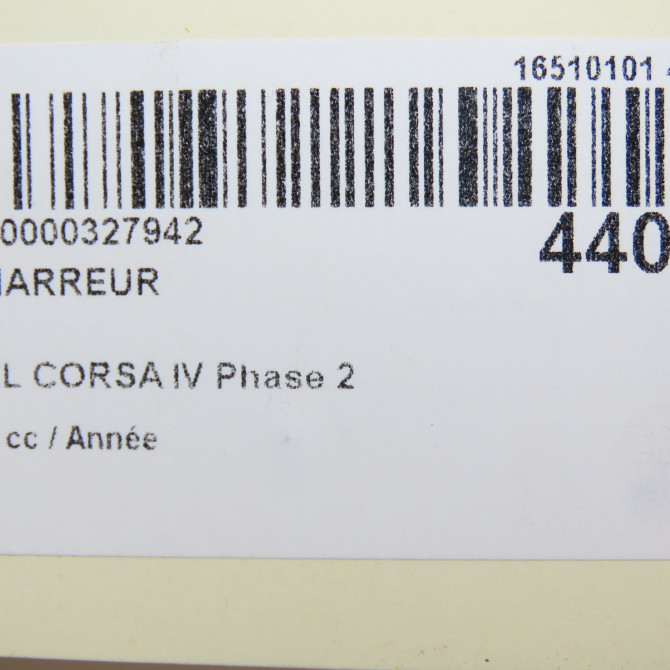 16510101
0000327942
440
MARREUR
L CORSA IV Phase 2
cc / Année